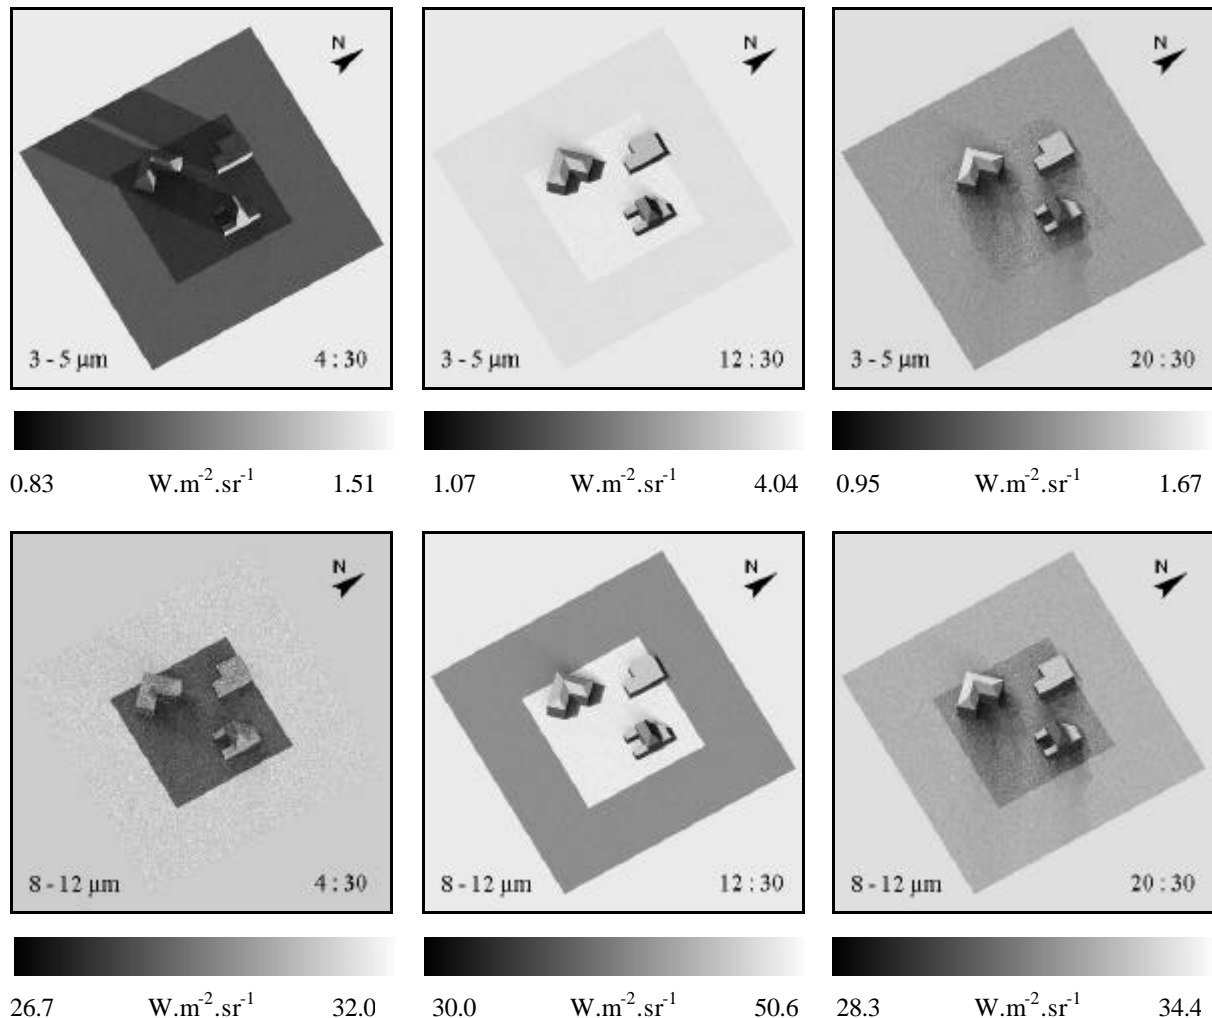 N
N
N
3 - 5 µm 4 : 30
3 - 5 µm 12 : 30
3 - 5 µm 20 : 30
0.83 W.m-2.sr-1 1.51
1.07 W.m-2.sr-1 4.04
0.95 W.m-2.sr-1 1.67
N
N
N
8 - 12 µm 4 : 30
8 - 12 µm 12 : 30
8 - 12 µm 20 : 30
26.7 W.m-2.sr-1 32.0
30.0 W.m-2.sr-1 50.6
28.3 W.m-2.sr-1 34.4